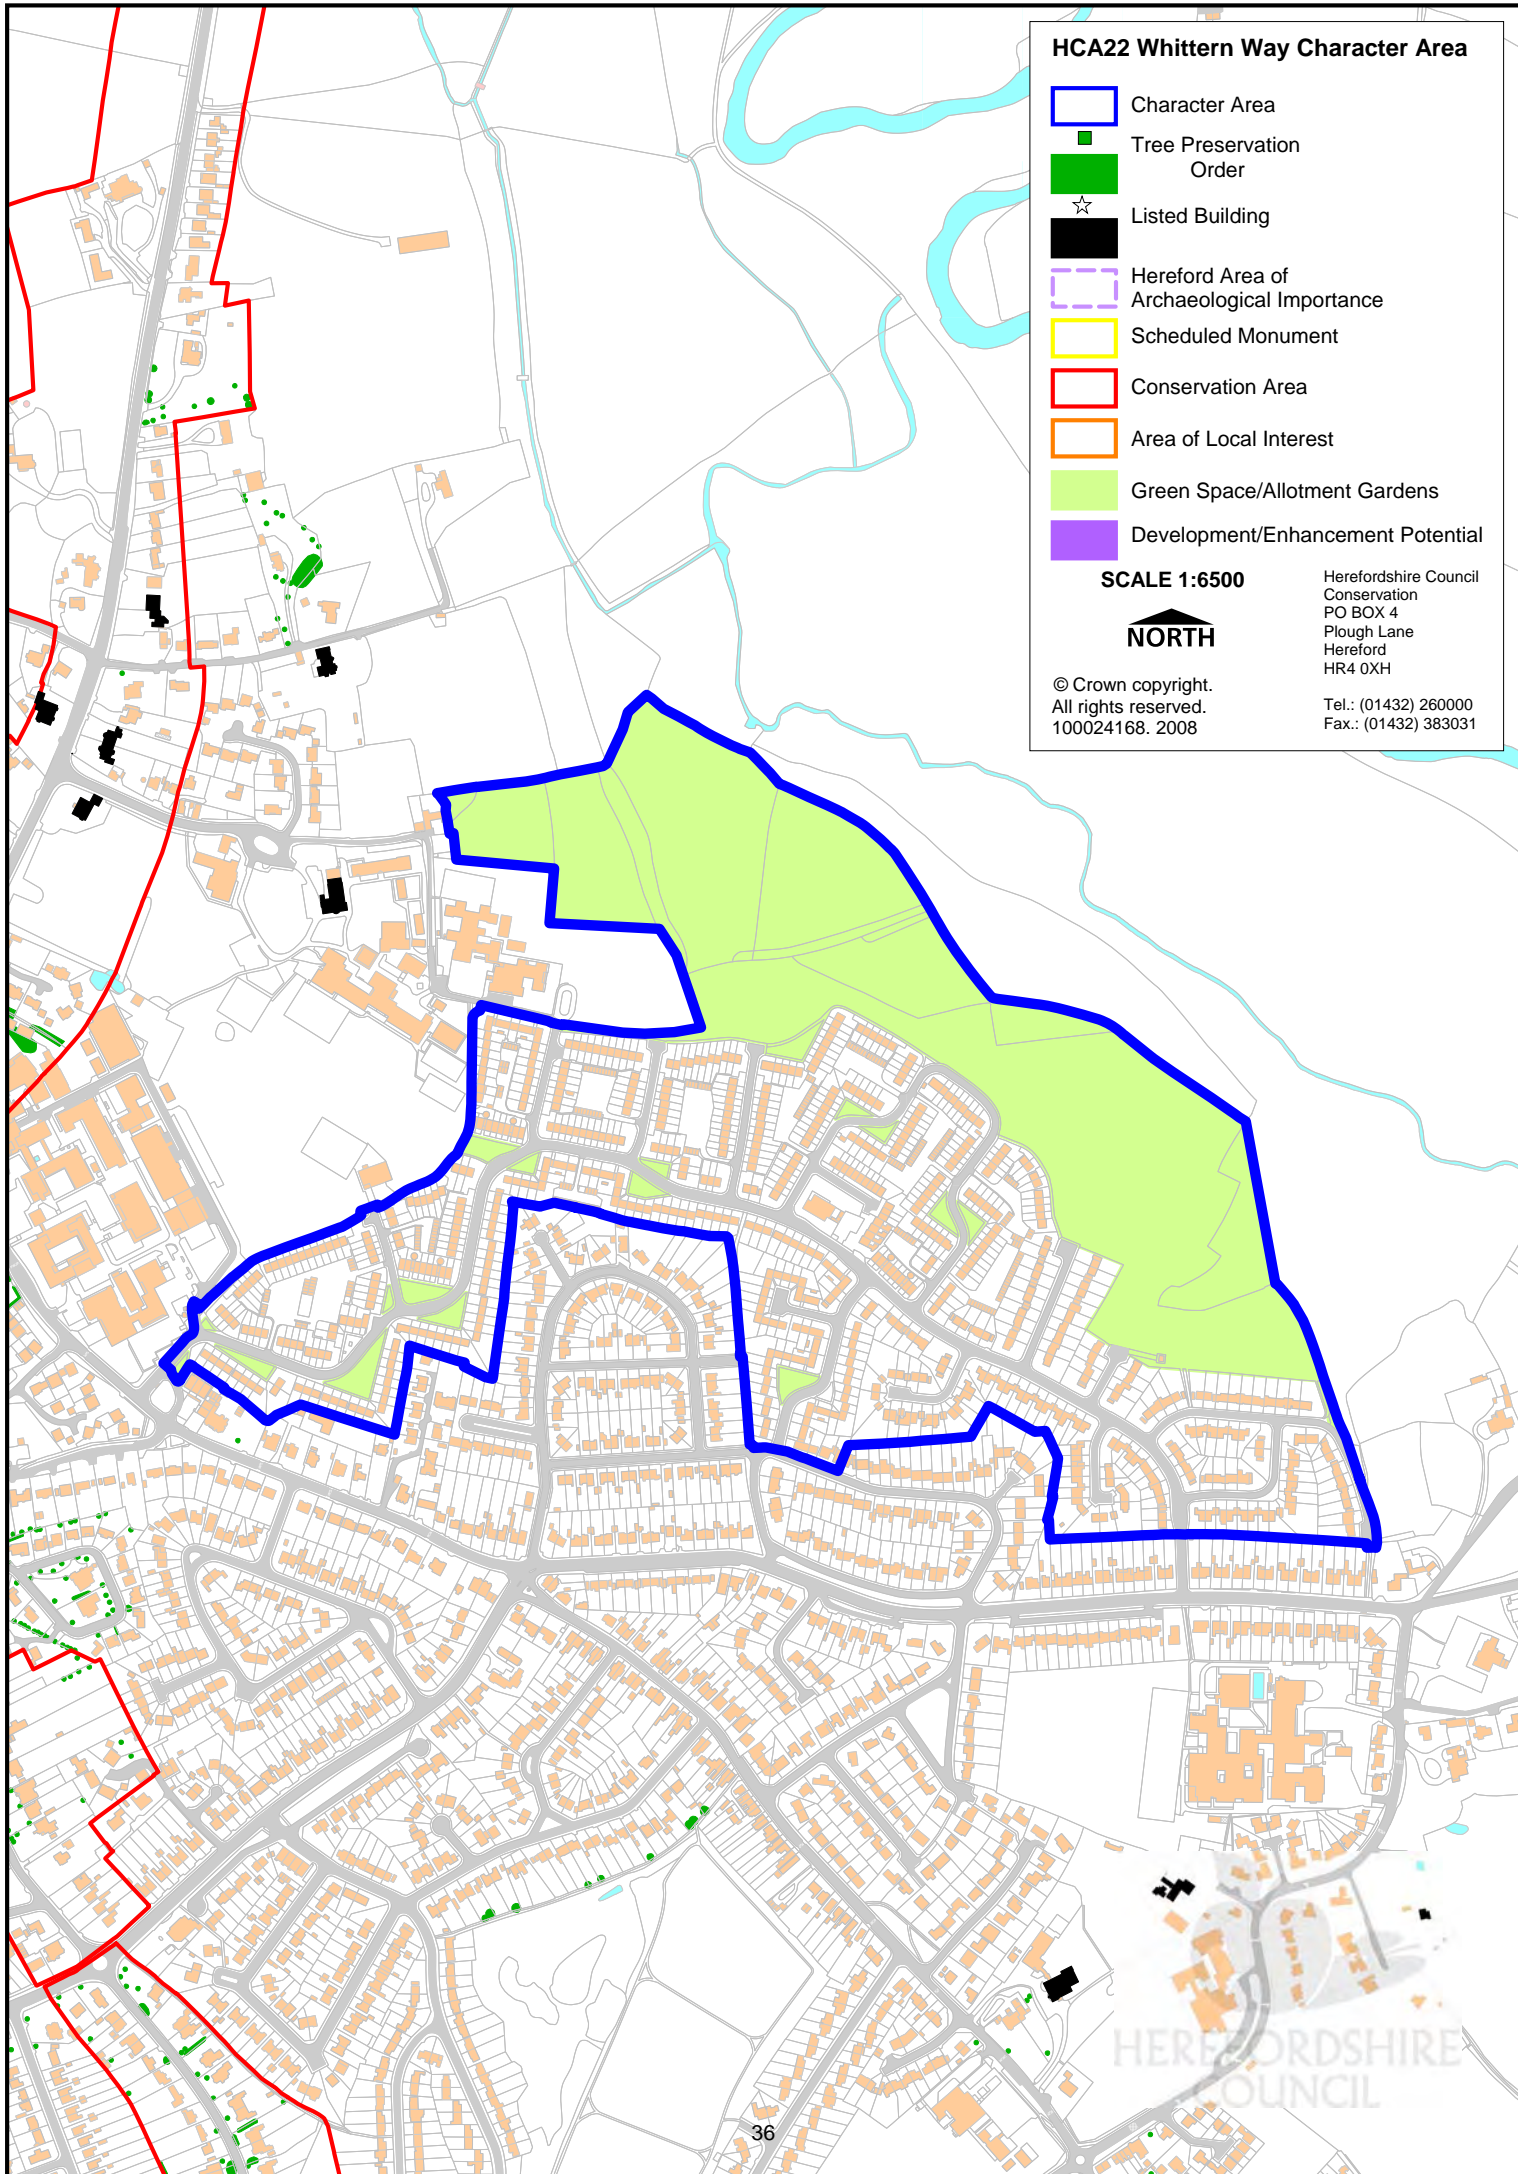 HCA22 Whittern Way Character Area
Character Area
Tree Preservation
Order
Listed Building
Hereford Area of
Archaeological Importance
Scheduled Monument
Conservation Area
Area of Local Interest
Green Space/Allotment Gardens
Development/Enhancement Potential
SCALE 1:6500
NORTH
© Crown copyright.
All rights reserved.
100024168. 2008
Herefordshire Council
Conservation
PO BOX 4
Plough Lane
Hereford
HR4 0XH
Tel.: (01432) 260000
Fax.: (01432) 383031
HEREFORDSHIRE
COUNCIL
36